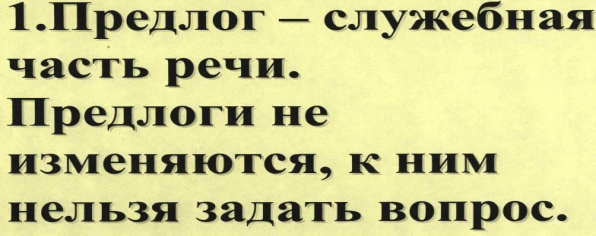 1.Предлог – служебная
часть речи.
Предлоги не
изменяются, к ним
нельзя задать вопрос.